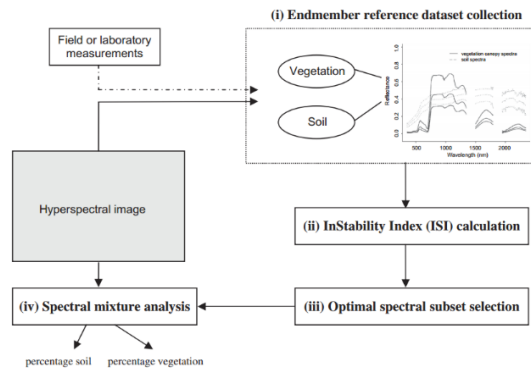 (i) Endmember reference dataset collection
Field or laboratory
measurements
Vegetation
Soil
vegetation canopy spectra
soil spectra
Reflectance
1.0
0.8
0.6
0.4
0.2
0.0
500
1000
1500
2000
Wavelength (nm)
Hyperspectral image
(ii) InStability Index (ISI) calculation
(iv) Spectral mixture analysis
(iii) Optimal spectral subset selection
percentage soil
percentage vegetation